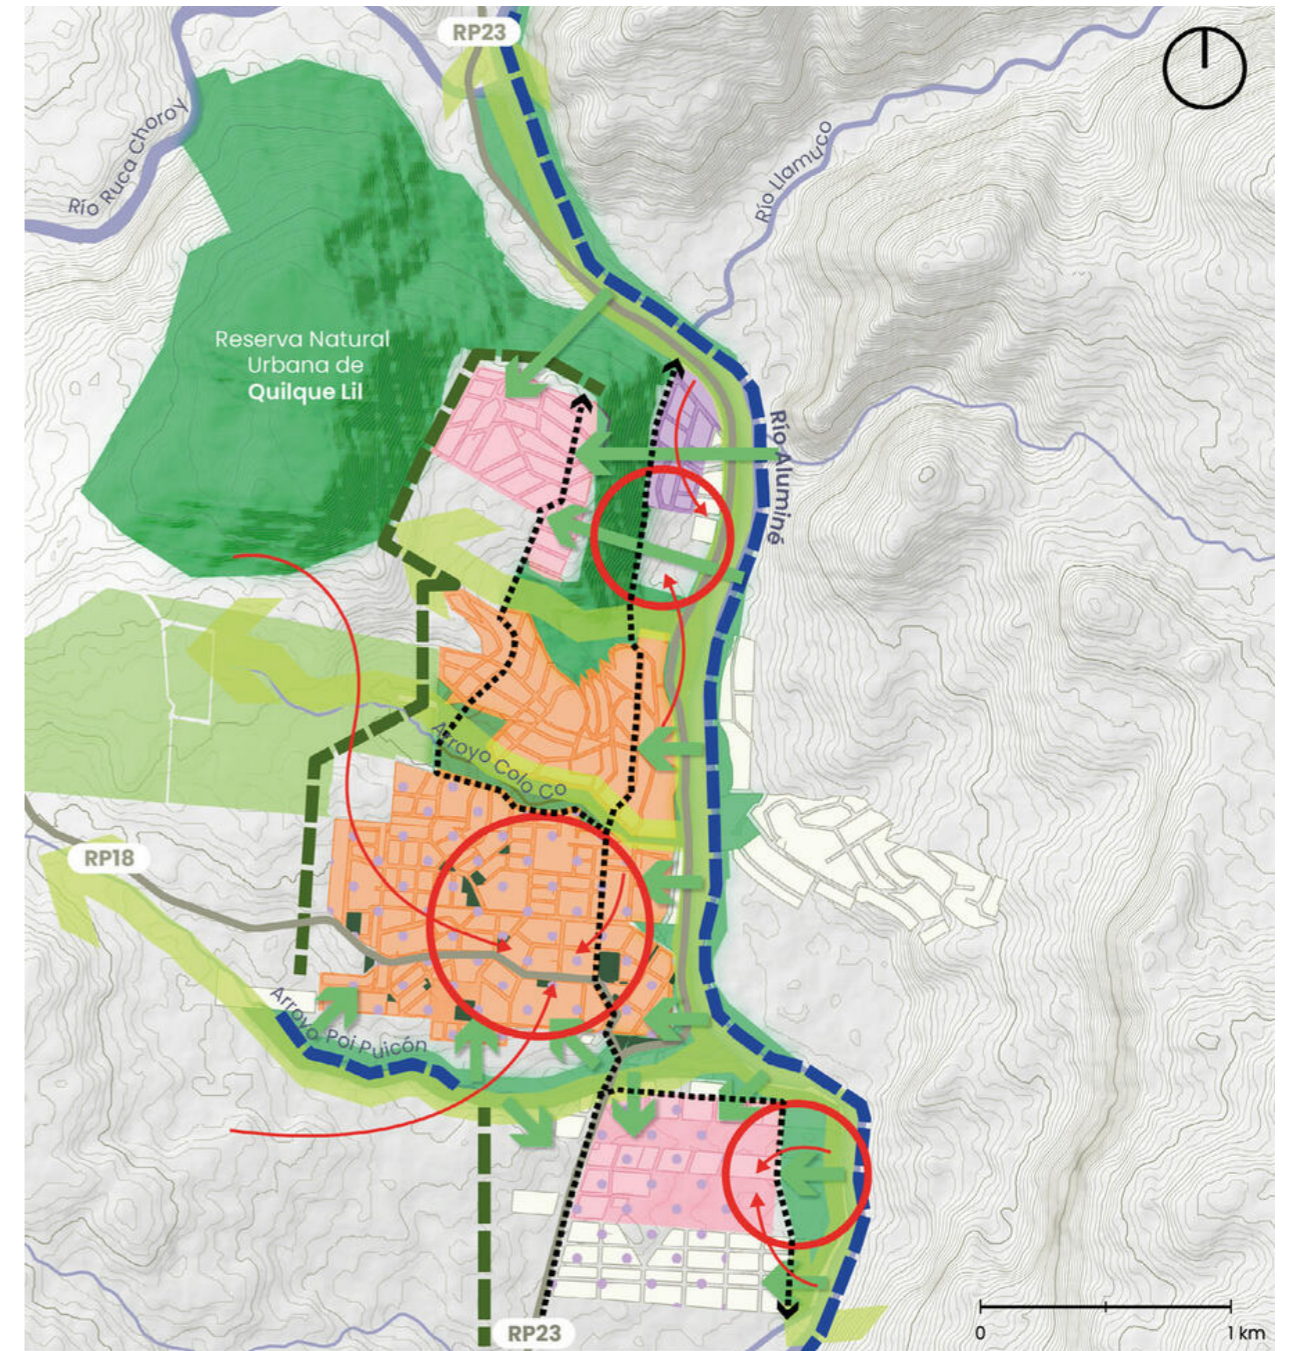 RP23
Río Ruca Choroy
Río Llamuco
Reserva Natural
Urbana de
Quilque Lil
Río Aluminé
Arroyo Colo Co
RP18
Arroyo Poi Puicón
RP23
0
1 km